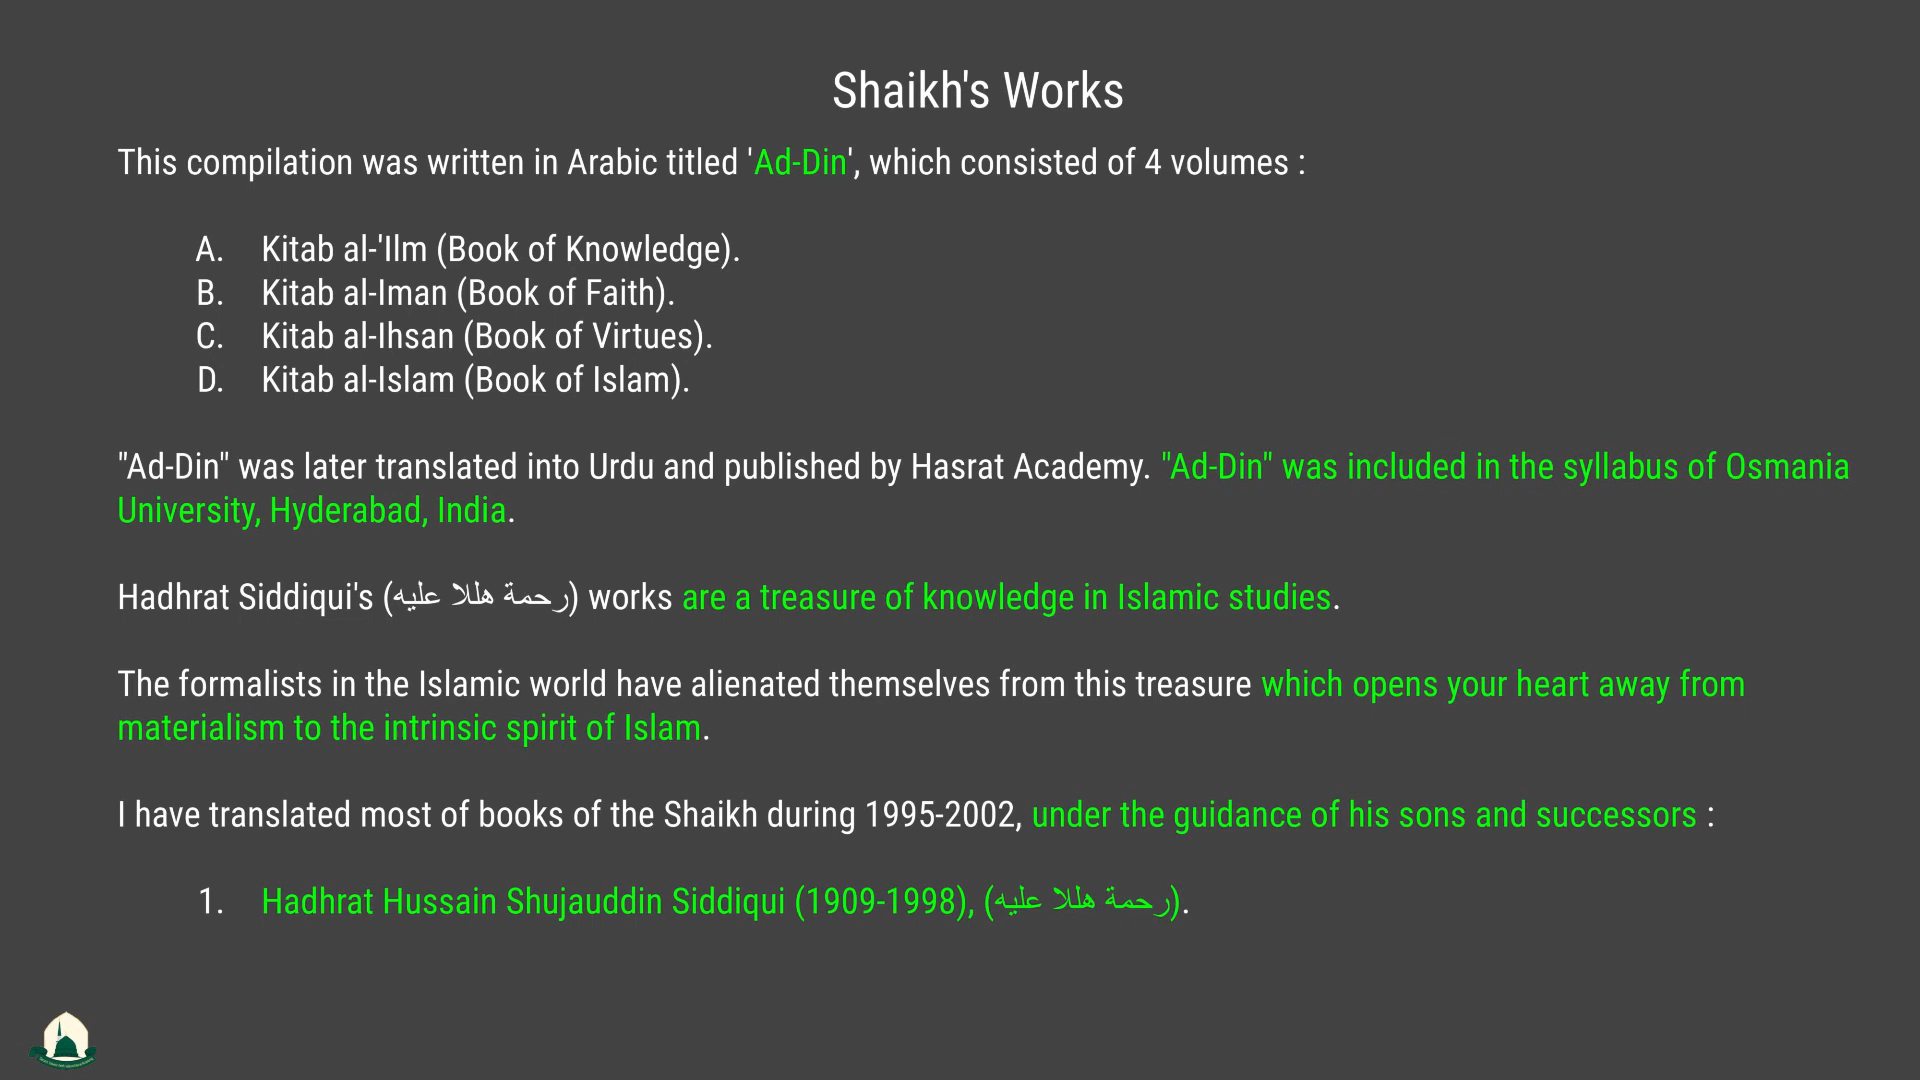 Shaikh's Works
This compilation was written in Arabic titled 'Ad-Din', which consisted of 4 volumes :
A. Kitab al-'Ilm (Book of Knowledge).
B. Kitab al-Iman (Book of Faith).
C. Kitab al-Ihsan (Book of Virtues).
D. Kitab al-Islam (Book of Islam).
"Ad-Din" was later translated into Urdu and published by Hasrat Academy. "Ad-Din" was included in the syllabus of Osmania
University, Hyderabad, India.
Hadhrat Siddiqui's (رحمة هللا عليه) works are a treasure of knowledge in Islamic studies.
The formalists in the Islamic world have alienated themselves from this treasure which opens your heart away from
materialism to the intrinsic spirit of Islam.
I have translated most of books of the Shaikh during 1995-2002, under the guidance of his sons and successors :
1. Hadhrat Hussain Shujauddin Siddiqui (1909-1998), (رحمة هللا عليه).